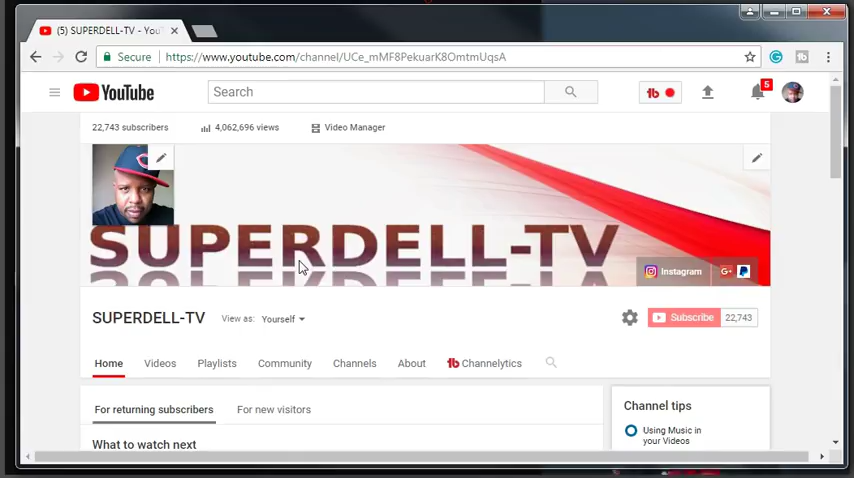 (5) SUPERDELL-TV - You
Secure https://www.youtube.com/channel/UCe_mMF8PekuarK8OmtmUqsA
YouTube Search 5
22,743 subscribers 4,062,696 views Video Manager
SUPERDELL-TV
Instagram G+
SUPERDELL-TV View as: Yourself Subscribe 22,743
Home Videos Playlists Community Channels About Channelytics
For returning subscribers For new visitors Channel tips
What to watch next
Using Music in
your Videos